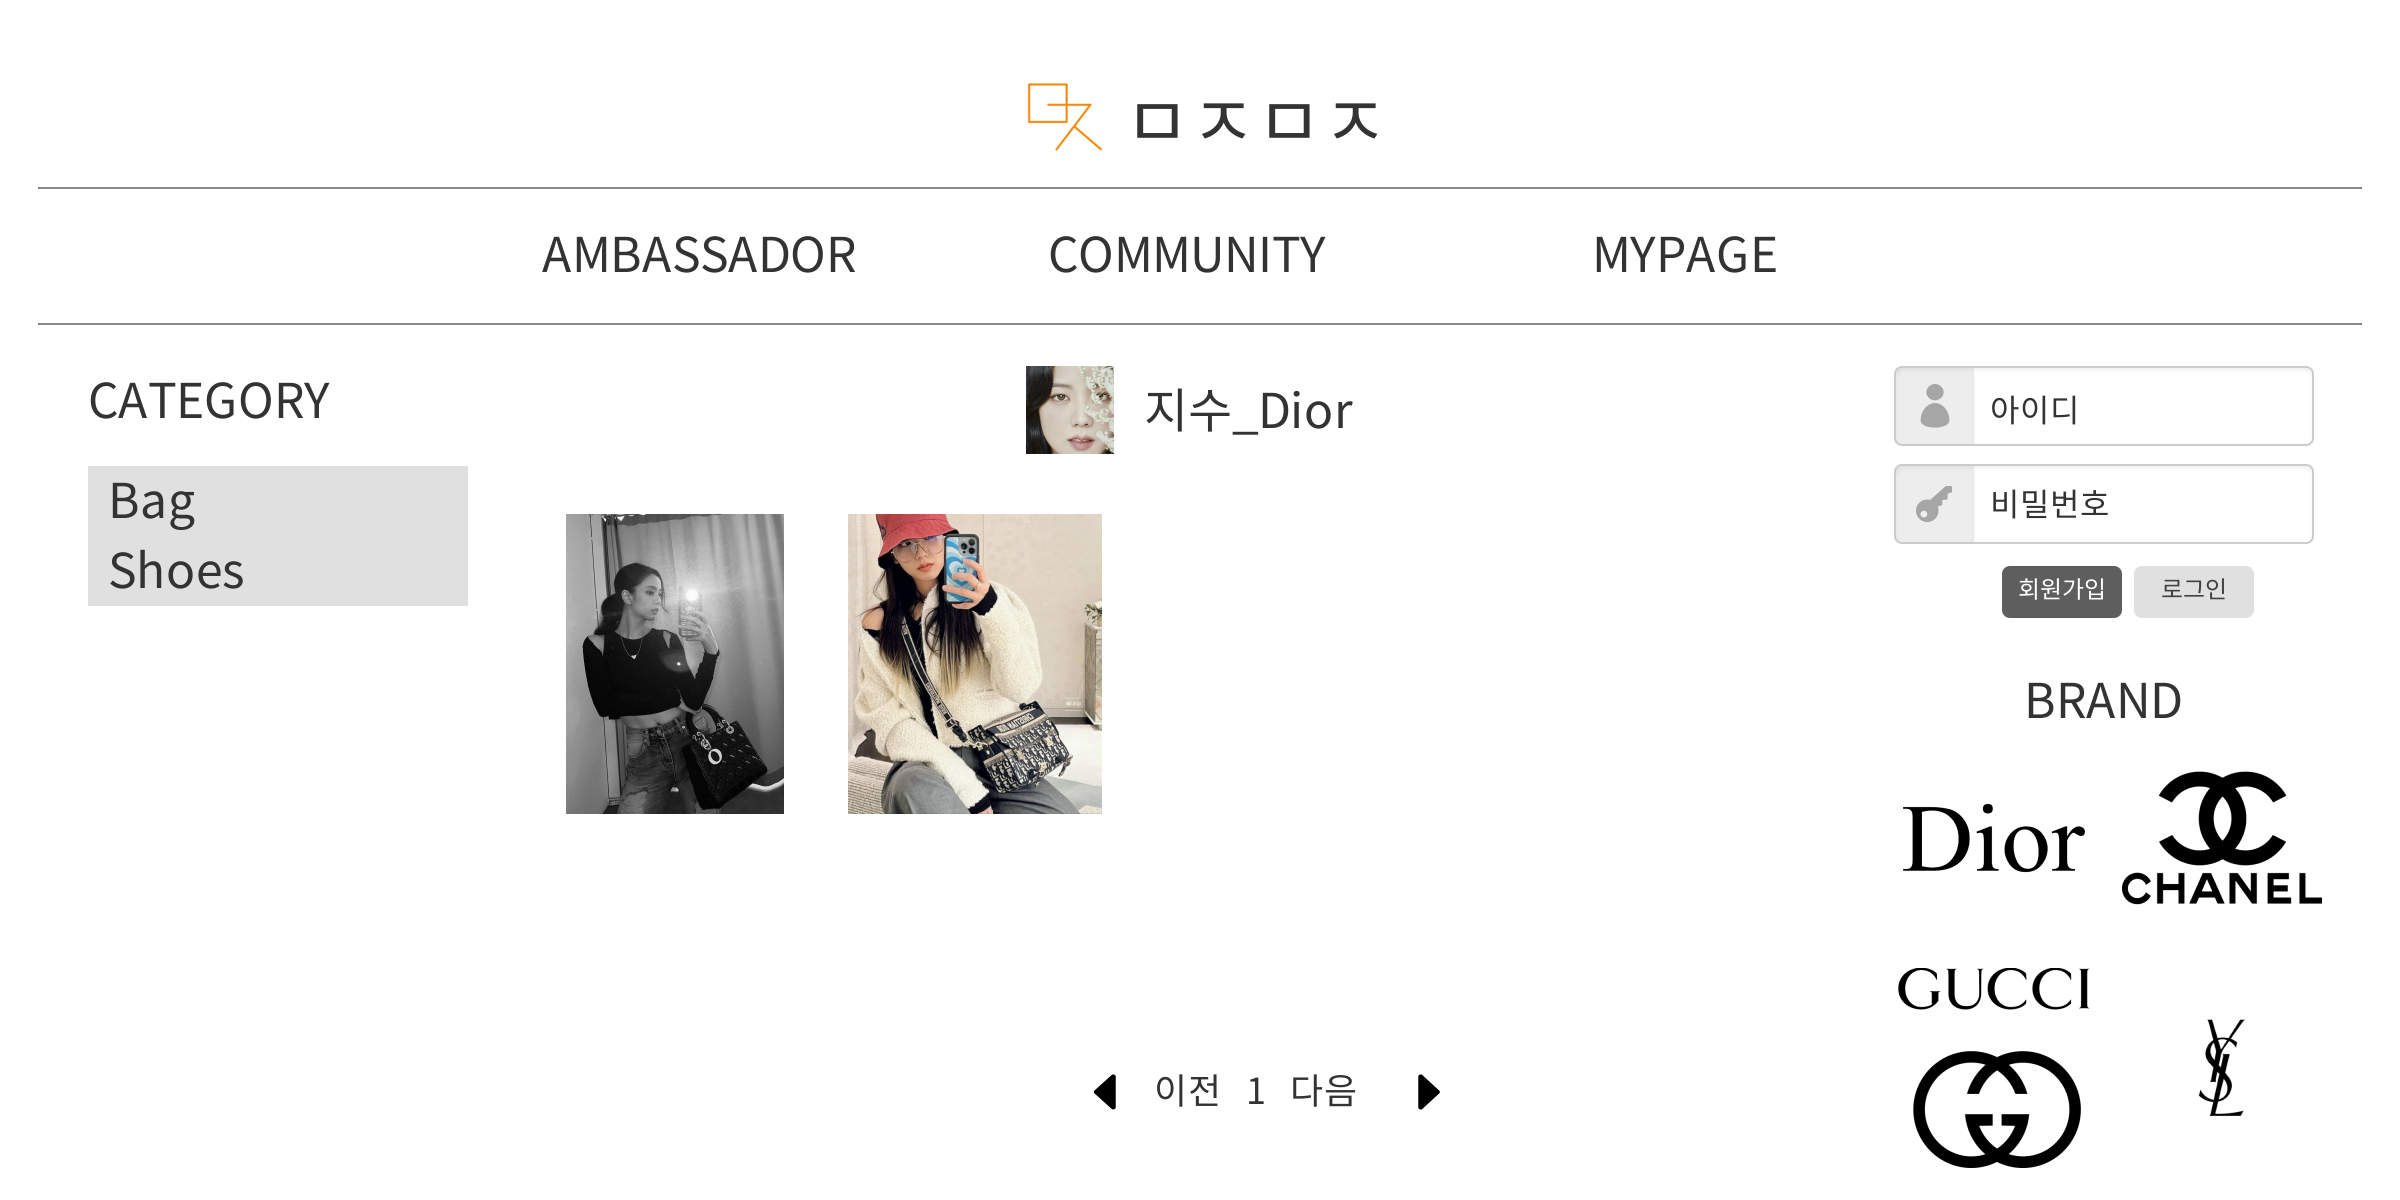 ㅁㅈㅁㅈ
AMBASSADOR COMMUNITY MYPAGE
CATEGORY
Bag
Shoes
지수_Dior
아이디
비밀번호
회원가입 로그인
BRAND
Dior
CHANEL
GUCCI
YSL
이전 1 다음